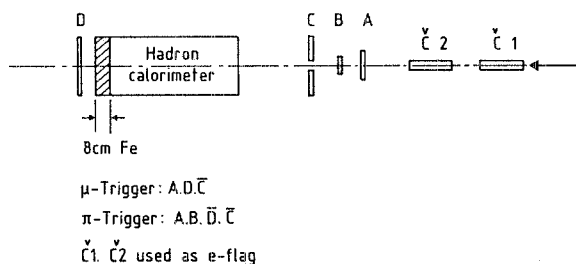 D
C
B
A
Č 2
Č 1
Hadron
calorimeter
8cm Fe
μ-Trigger: A.D.C̅
π-Trigger: A.B.D̅.C̅
Č1. Č2 used as e-flag